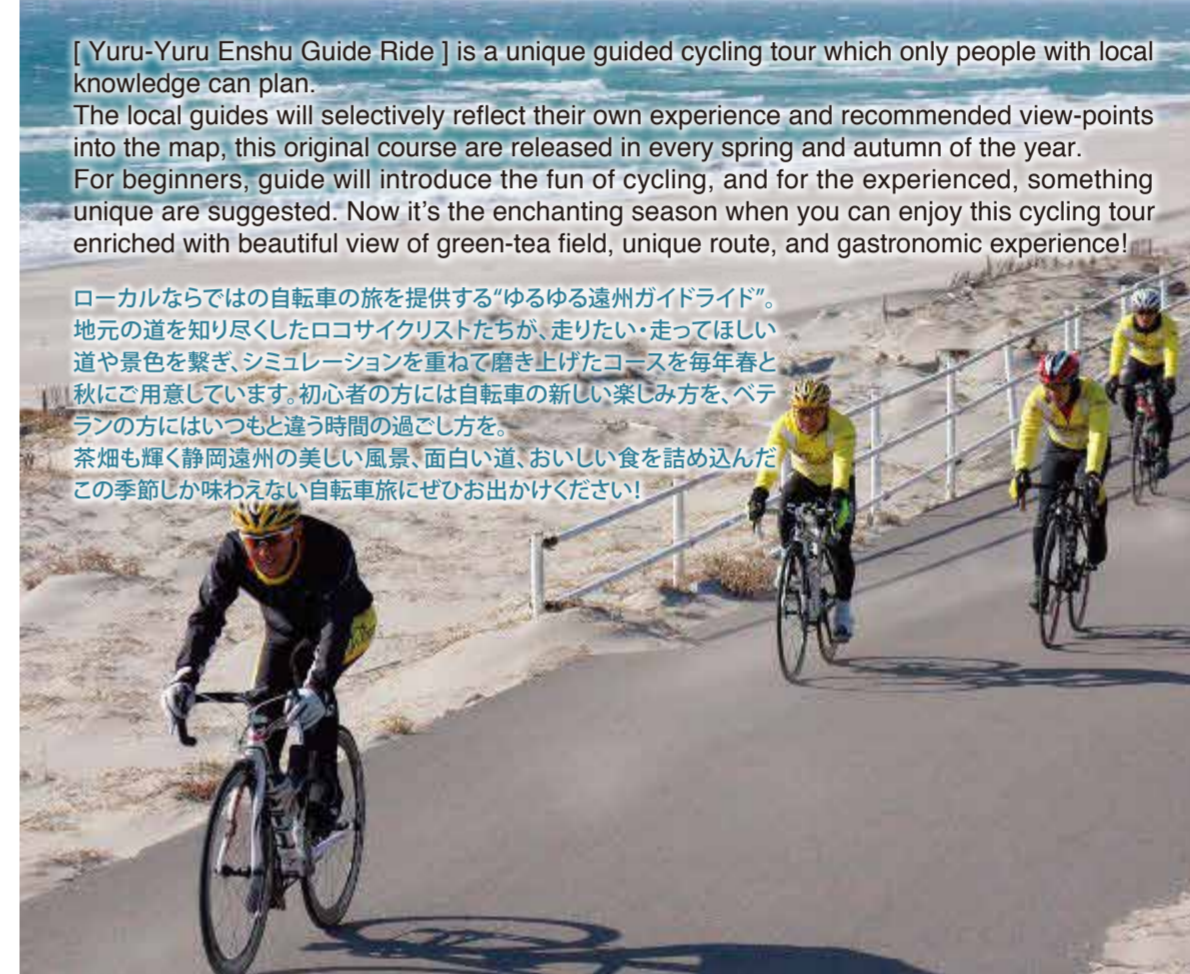 [ Yuru-Yuru Enshu Guide Ride ] is a unique guided cycling tour which only people with local
knowledge can plan.
The local guides will selectively reflect their own experience and recommended view-points
into the map, this original course are released in every spring and autumn of the year.
For beginners, guide will introduce the fun of cycling, and for the experienced, something
unique are suggested. Now it's the enchanting season when you can enjoy this cycling tour
enriched with beautiful view of green-tea field, unique route, and gastronomic experience!
ローカルならではの自転車の旅を提供する“ゆるゆる遠州ガイドライド”。
地元の道を知り尽くしたロコサイクリストたちが、走りたい・走ってほしい
道や景色を繋ぎ、シミュレーションを重ねて磨き上げたコースを毎年春と
秋にご用意しています。初心者の方には自転車の新しい楽しみ方を、ベテ
ランの方にはいつもと違う時間の過ごし方を。
茶畑も輝く静岡遠州の美しい風景、面白い道、おいしい食を詰め込んだ
この季節しか味わえない自転車旅にぜひお出かけください!